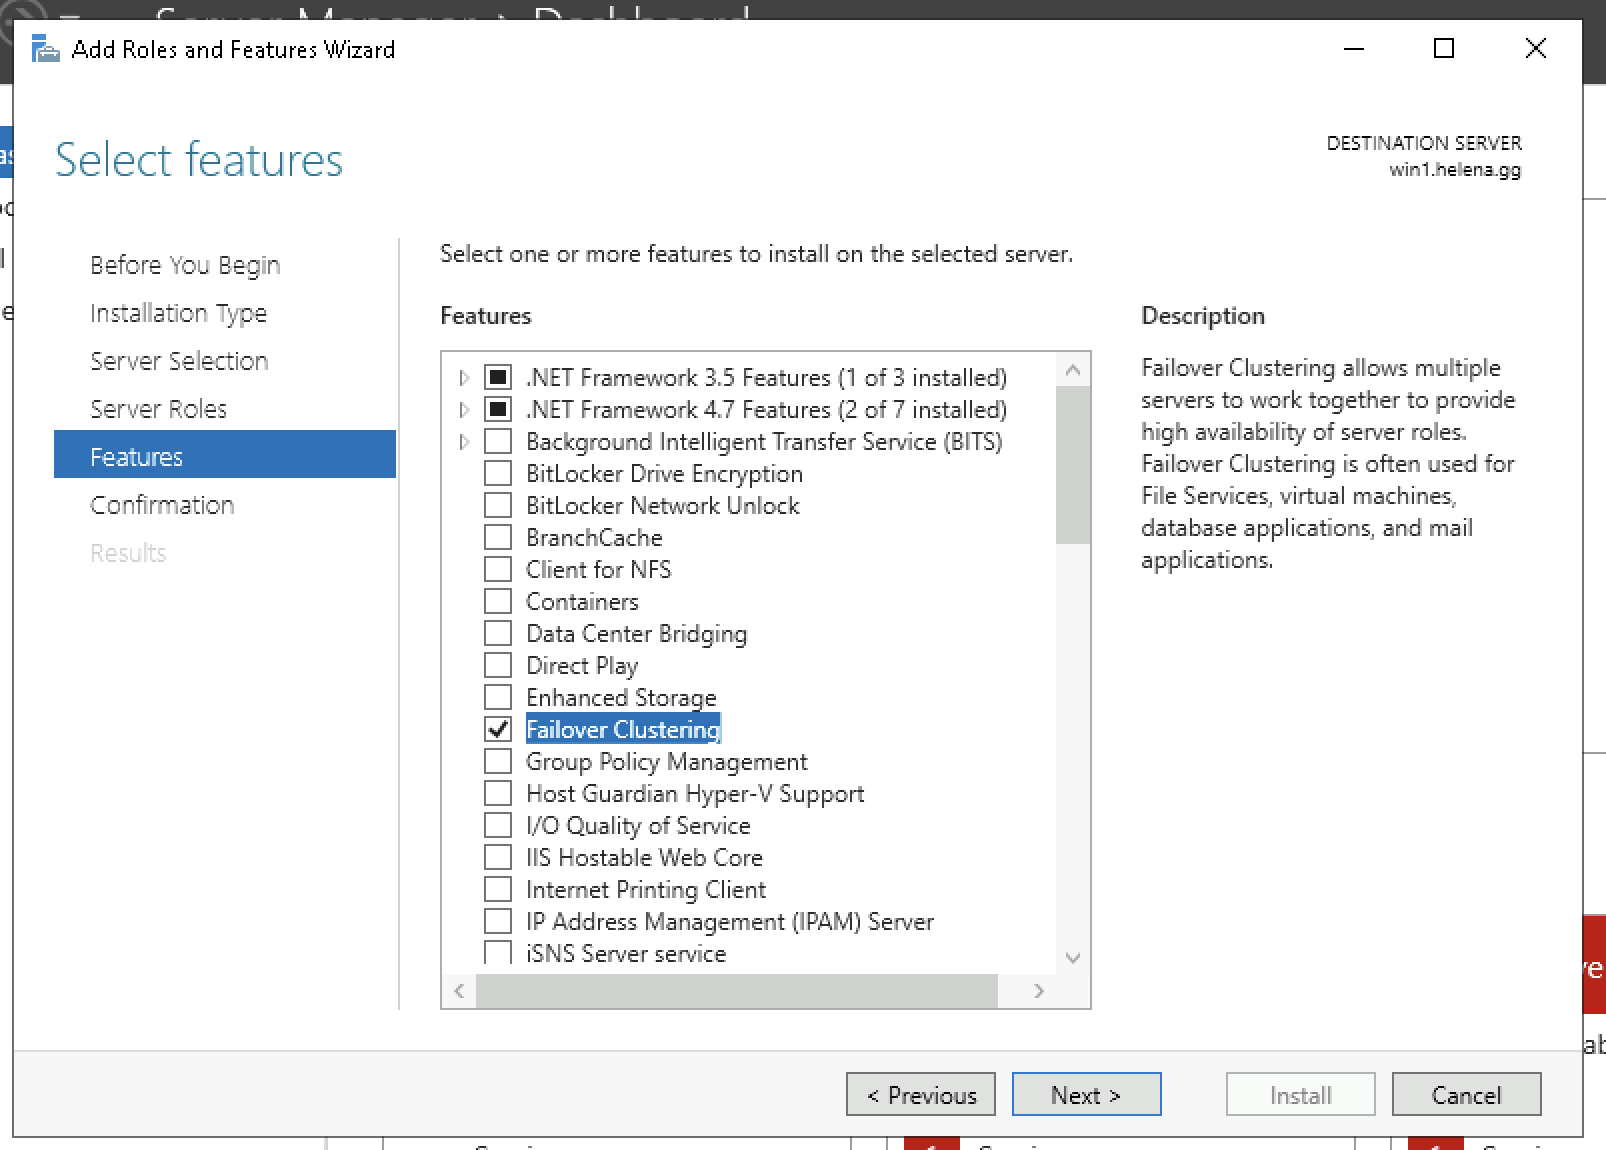 Server Manager
Dashboard
Add Roles and Features Wizard
Select features
DESTINATION SERVER
win1.helena.gg
Before You Begin
Installation Type
Server Selection
Server Roles
Features
Confirmation
Results
Select one or more features to install on the selected server.
Features
.NET Framework 3.5 Features (1 of 3 installed)
.NET Framework 4.7 Features (2 of 7 installed)
Background Intelligent Transfer Service (BITS)
BitLocker Drive Encryption
BitLocker Network Unlock
BranchCache
Client for NFS
Containers
Data Center Bridging
Direct Play
Enhanced Storage
Failover Clustering
Group Policy Management
Host Guardian Hyper-V Support
I/O Quality of Service
IIS Hostable Web Core
Internet Printing Client
IP Address Management (IPAM) Server
iSNS Server service
Description
Failover Clustering allows multiple
servers to work together to provide
high availability of server roles.
Failover Clustering is often used for
File Services, virtual machines,
database applications, and mail
applications.
< Previous
Next >
Install
Cancel